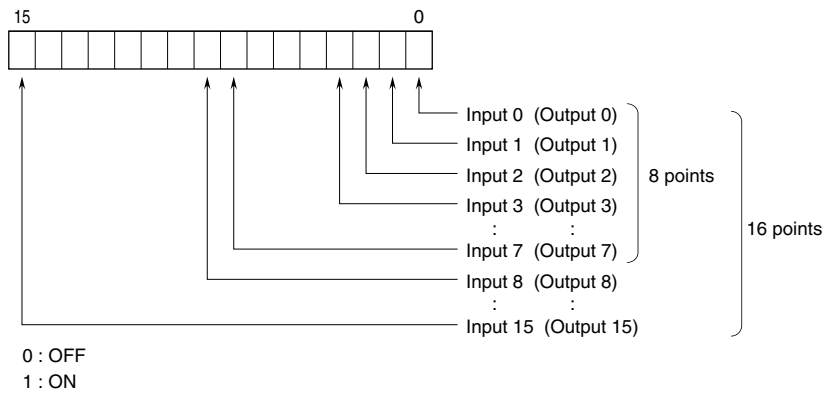 15 0
Input 0 (Output 0)
Input 1 (Output 1)
Input 2 (Output 2)
8 points
Input 3 (Output 3)
: :
16 points
Input 7 (Output 7)
Input 8 (Output 8)
: :
Input 15 (Output 15)
0 : OFF
1 : ON